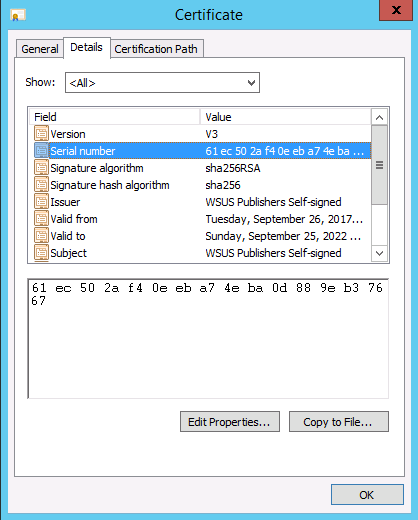 Certificate
x
General Details Certification Path
Show: <All>
Field Value
Version V3
Serial number 61 ec 50 2a f4 0e eb a7 4e ba ...
Signature algorithm sha256RSA
Signature hash algorithm sha256
Issuer WSUS Publishers Self-signed
Valid from Tuesday, September 26, 2017...
Valid to Sunday, September 25, 2022 ...
Subject WSUS Publishers Self-signed
61 ec 50 2a f4 0e eb a7 4e ba 0d 88 9e b3 76
67
Edit Properties... Copy to File...
OK